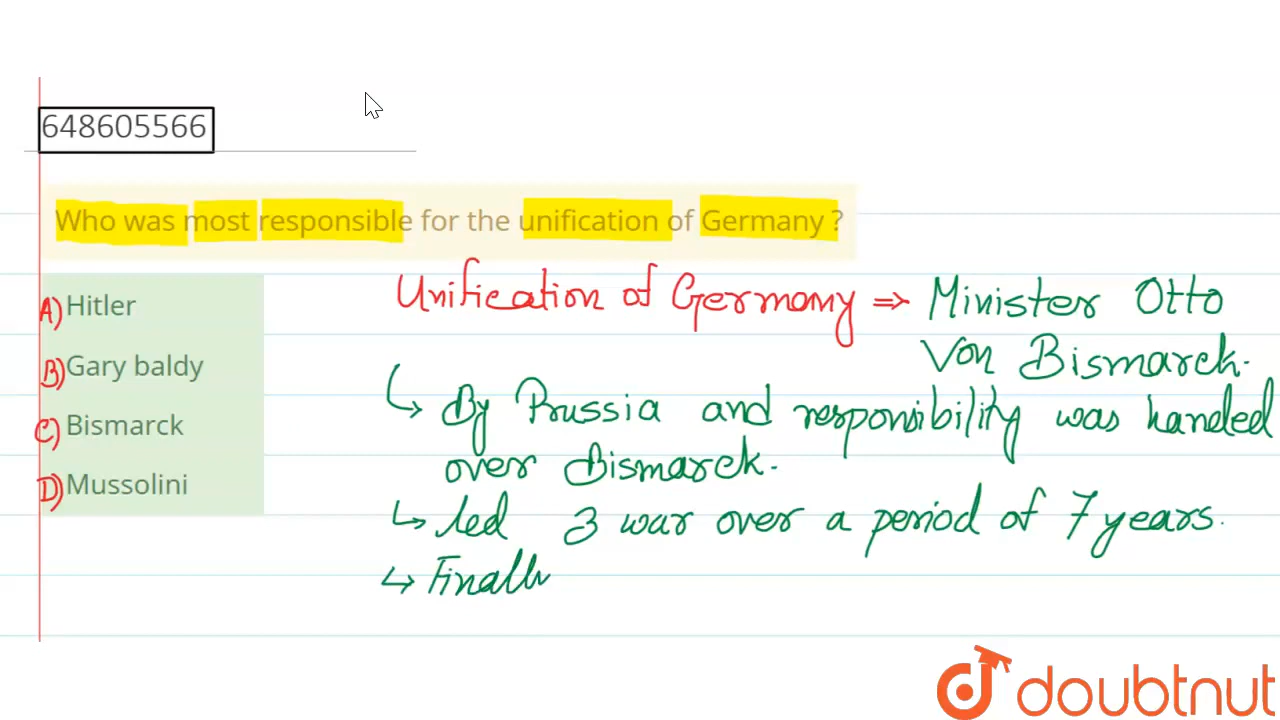 648605566
Who was most responsible for the unification of Germany ?
A) Hitler
B) Gary baldy
C) Bismarck
D) Mussolini
Unification of Germany ⇒ Minister Otto
Von Bismarck.
↳ By Prussia and responsibility was handed
over Bismarck.
↳ led 3 war over a period of 7 years.
↳ Finally
doubtnut